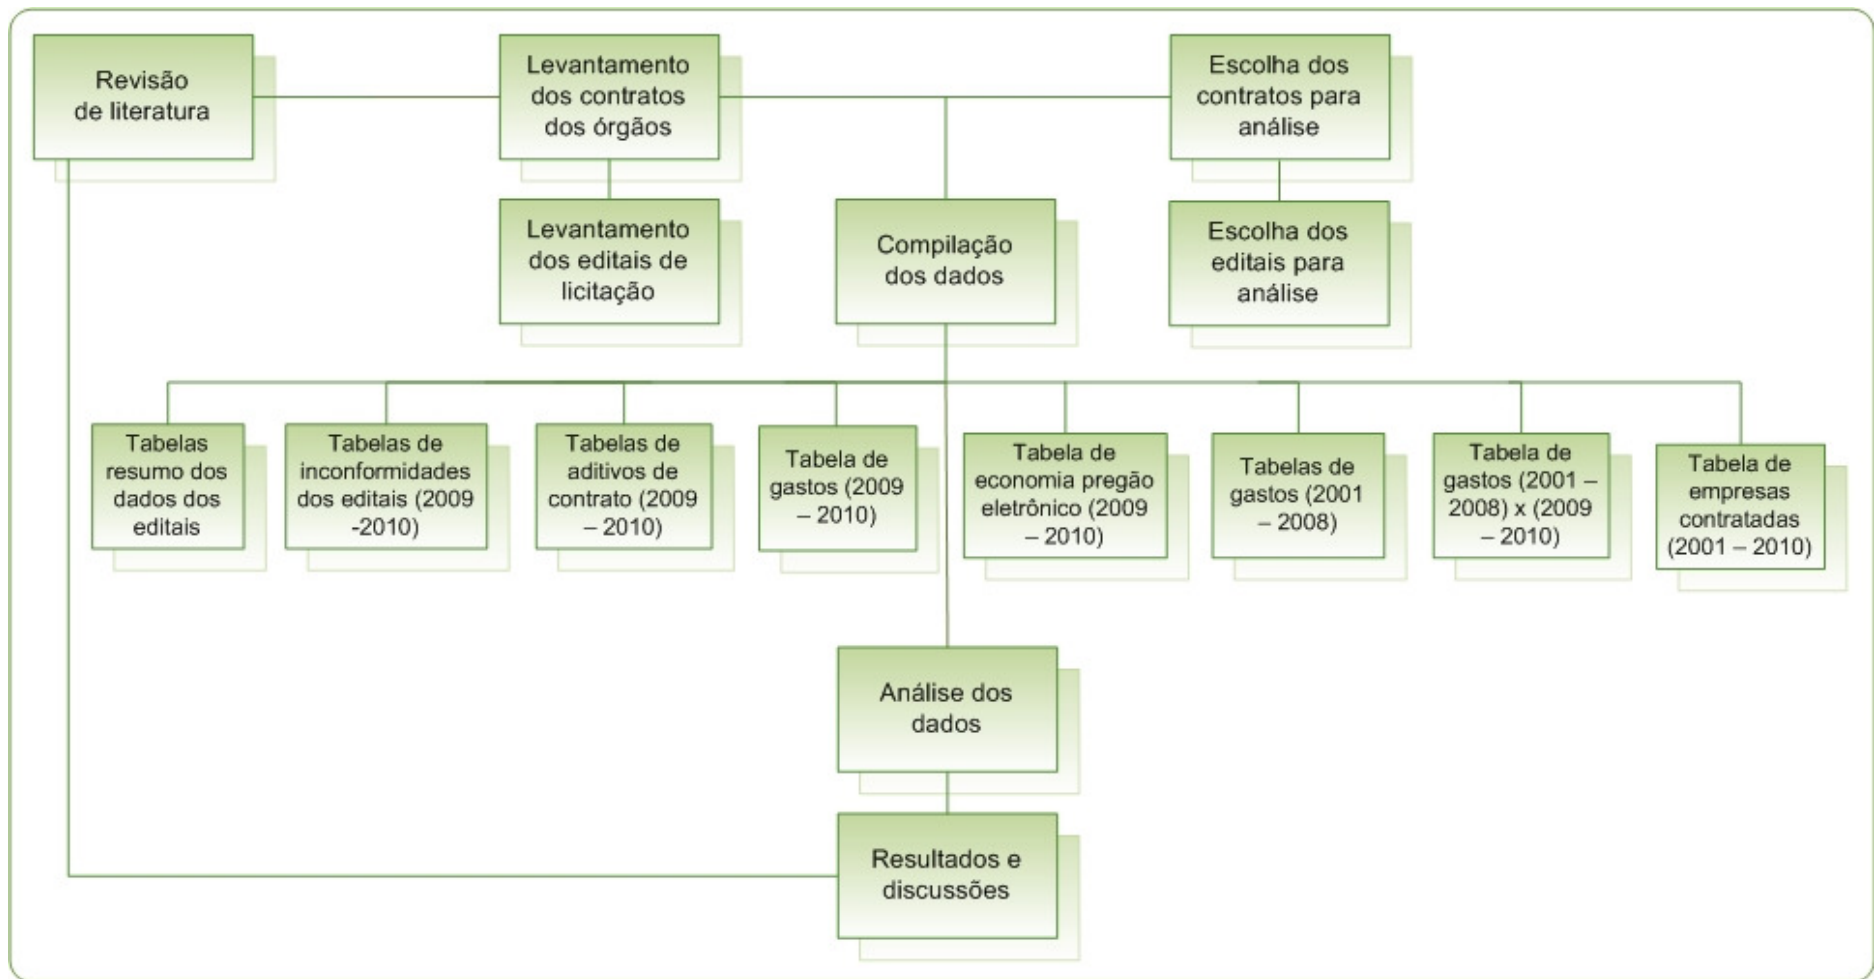 Revisão
de literatura
Levantamento
dos contratos
dos órgãos
Escolha dos
contratos para
análise
Levantamento
dos editais de
licitação
Compilação
dos dados
Escolha dos
editais para
análise
Tabelas
resumo dos
dados dos
editais
Tabelas de
inconformidades
dos editais (2009
-2010)
Tabelas de
aditivos de
contrato (2009
– 2010)
Tabela de
gastos (2009
– 2010)
Tabela de
economia pregão
eletrônico (2009
– 2010)
Tabelas de
gastos (2001
– 2008)
Tabela de
gastos (2001 –
2008) x (2009
– 2010)
Tabela de
empresas
contratadas
(2001 – 2010)
Análise dos
dados
Resultados e
discussões